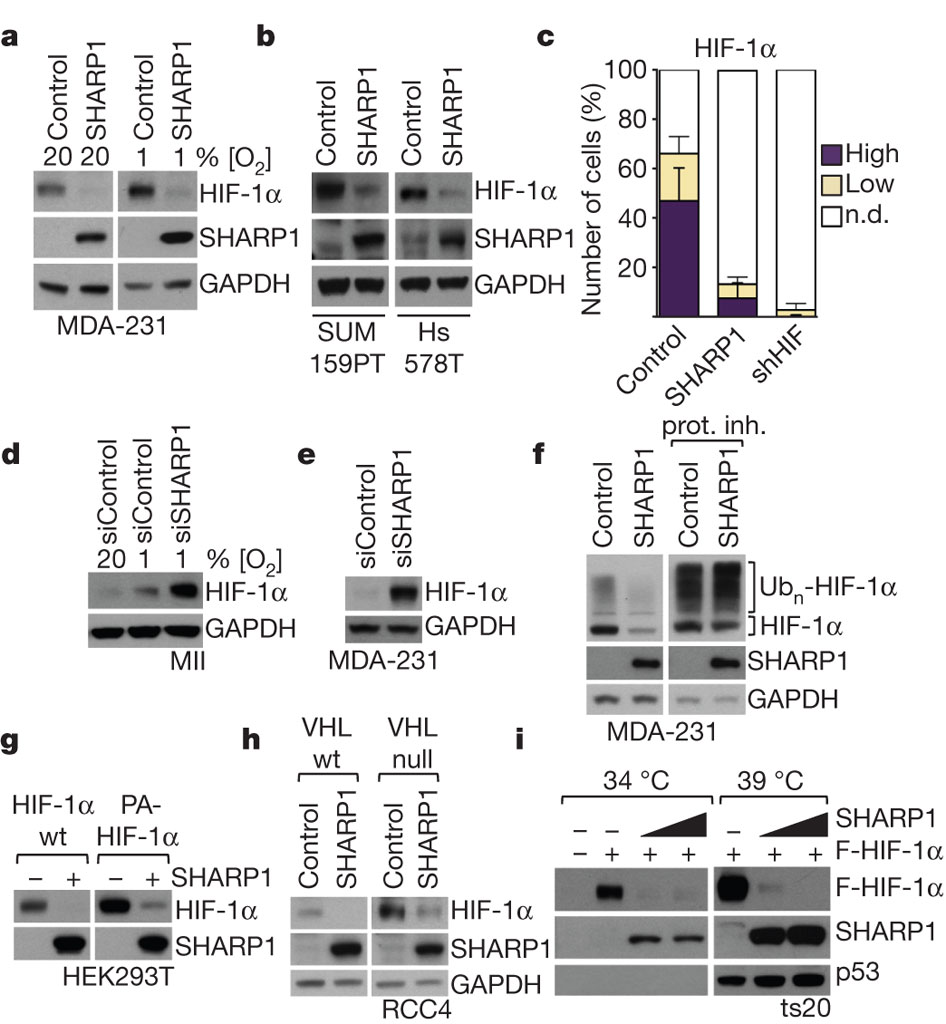 a
Control
SHARP1
Control
SHARP1
20 20 1 1 % [O2]
HIF-1α
SHARP1
GAPDH
MDA-231
b
Control
SHARP1
Control
SHARP1
HIF-1α
SHARP1
GAPDH
SUM
159PT
Hs
578T
c
HIF-1α
Number of cells (%)
100
80
60
40
20
High
Low
n.d.
Control
SHARP1
shHIF
d
siControl
siControl
siSHARP1
20 1 1 % [O2]
HIF-1α
GAPDH
MII
e
siControl
siSHARP1
HIF-1α
GAPDH
MDA-231
f
prot. inh.
Control
SHARP1
Control
SHARP1
Ubn-HIF-1α
HIF-1α
SHARP1
GAPDH
MDA-231
g
HIF-1α
wt
PA-
HIF-1α
– + – + SHARP1
HIF-1α
SHARP1
HEK293T
h
VHL
wt
VHL
null
Control
SHARP1
Control
SHARP1
HIF-1α
SHARP1
GAPDH
RCC4
i
34 °C 39 °C
– – – SHARP1
– + + + + + + F-HIF-1α
F-HIF-1α
SHARP1
p53
ts20